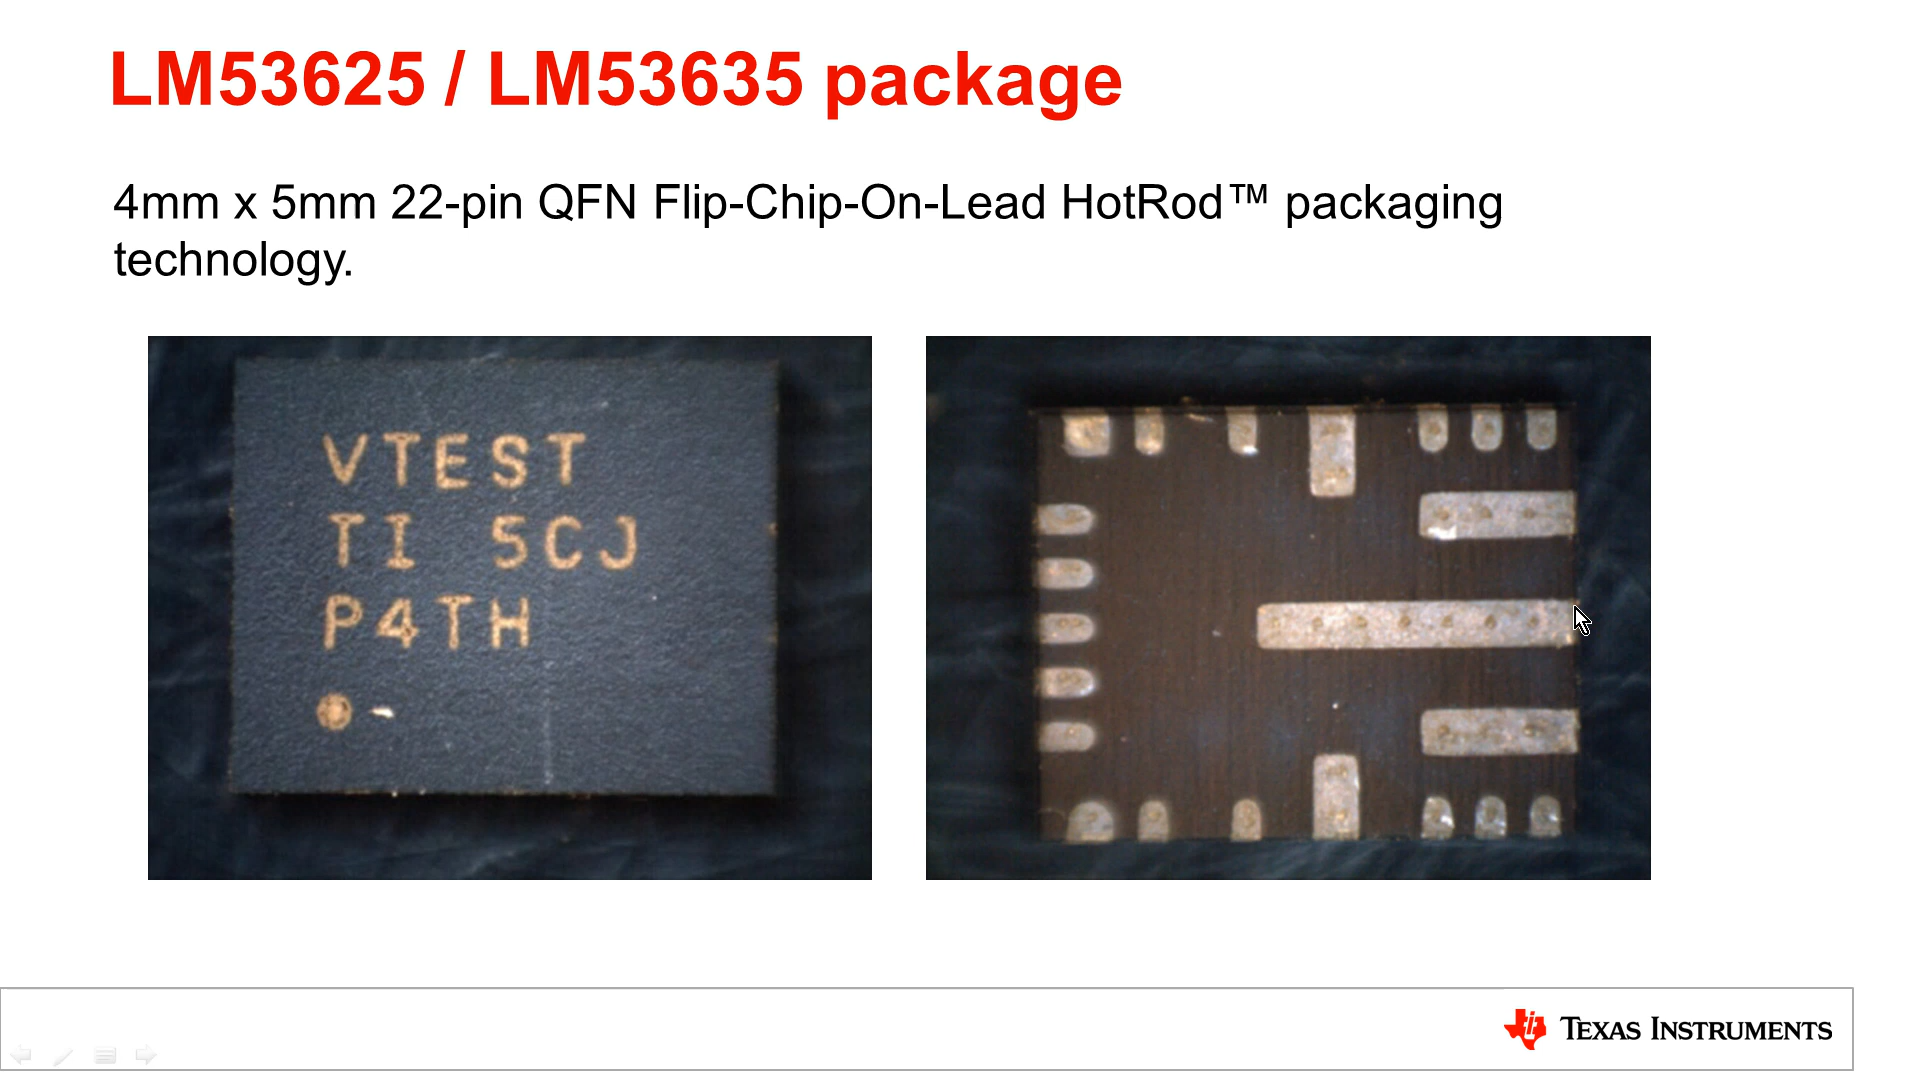 LM53625 / LM53635 package
4mm x 5mm 22-pin QFN Flip-Chip-On-Lead HotRod™ packaging
technology.
VTEST
TI 5CJ
P4TH
TEXAS INSTRUMENTS